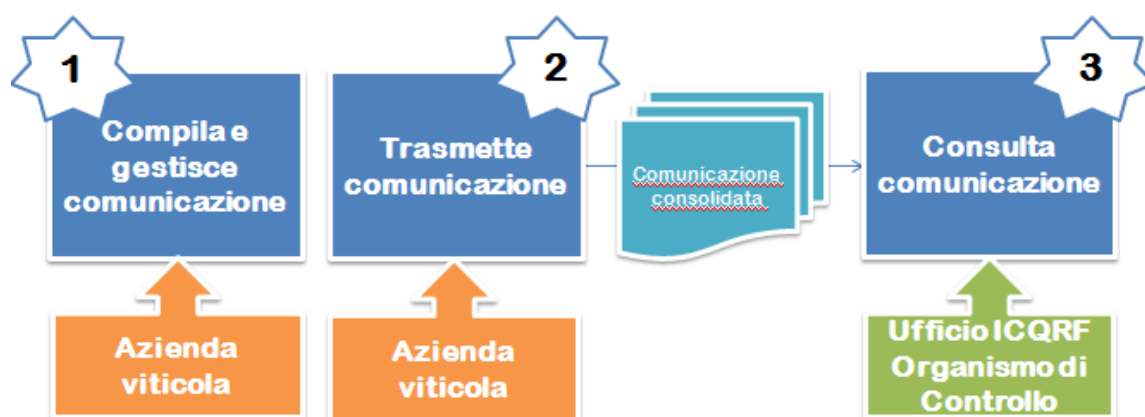 1
Compila e
gestisce
comunicazione
2
Trasmette
comunicazione
Comunicazione
consolidata
3
Consulta
comunicazione
Azienda
viticola
Azienda
viticola
Ufficio ICQRF
Organismo di
Controllo